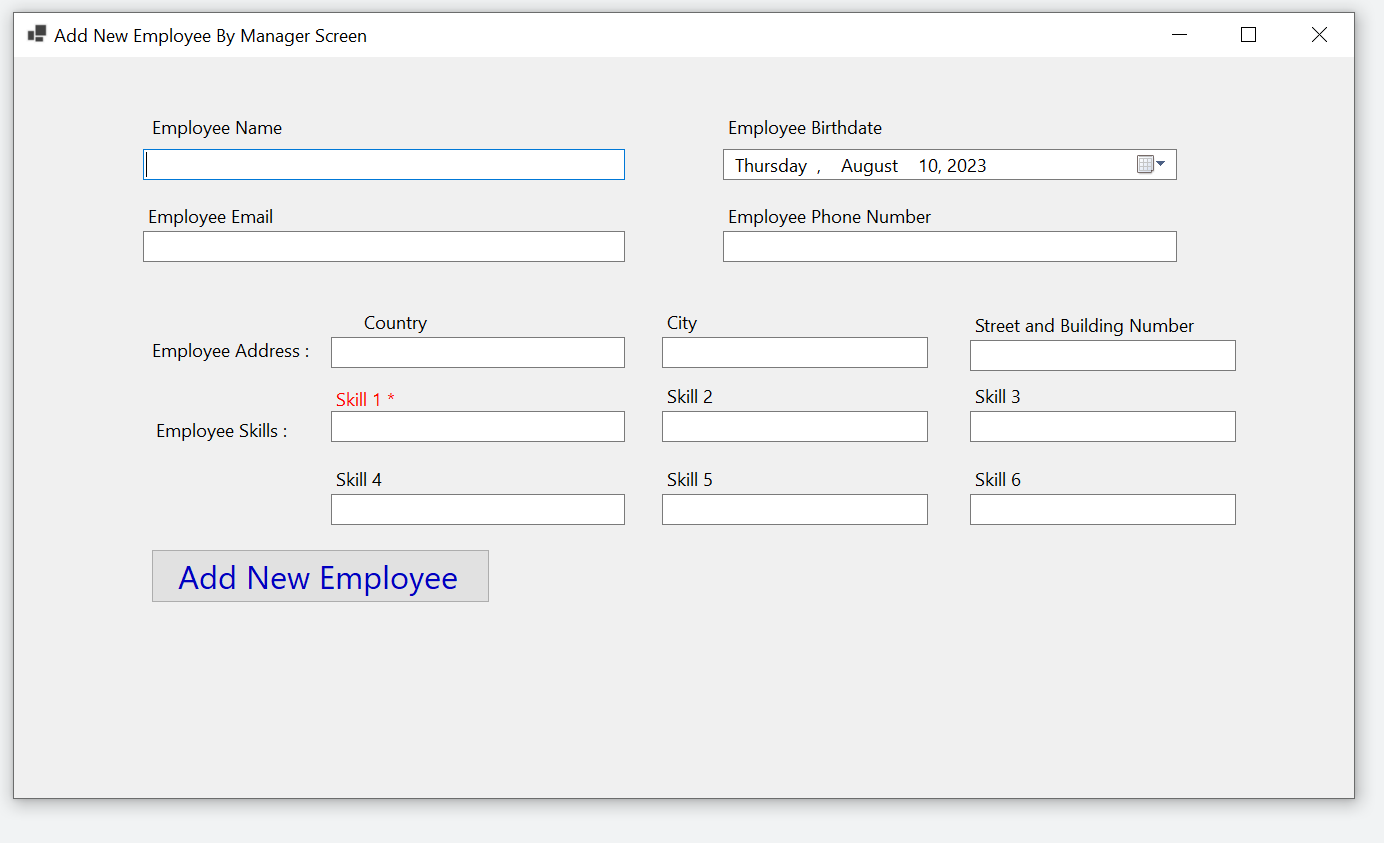 Add New Employee By Manager Screen
Employee Name
Employee Birthdate
Thursday , August 10, 2023
Employee Email
Employee Phone Number
Country
City
Street and Building Number
Employee Address :
Skill 1 *
Skill 2
Skill 3
Employee Skills :
Skill 4
Skill 5
Skill 6
Add New Employee